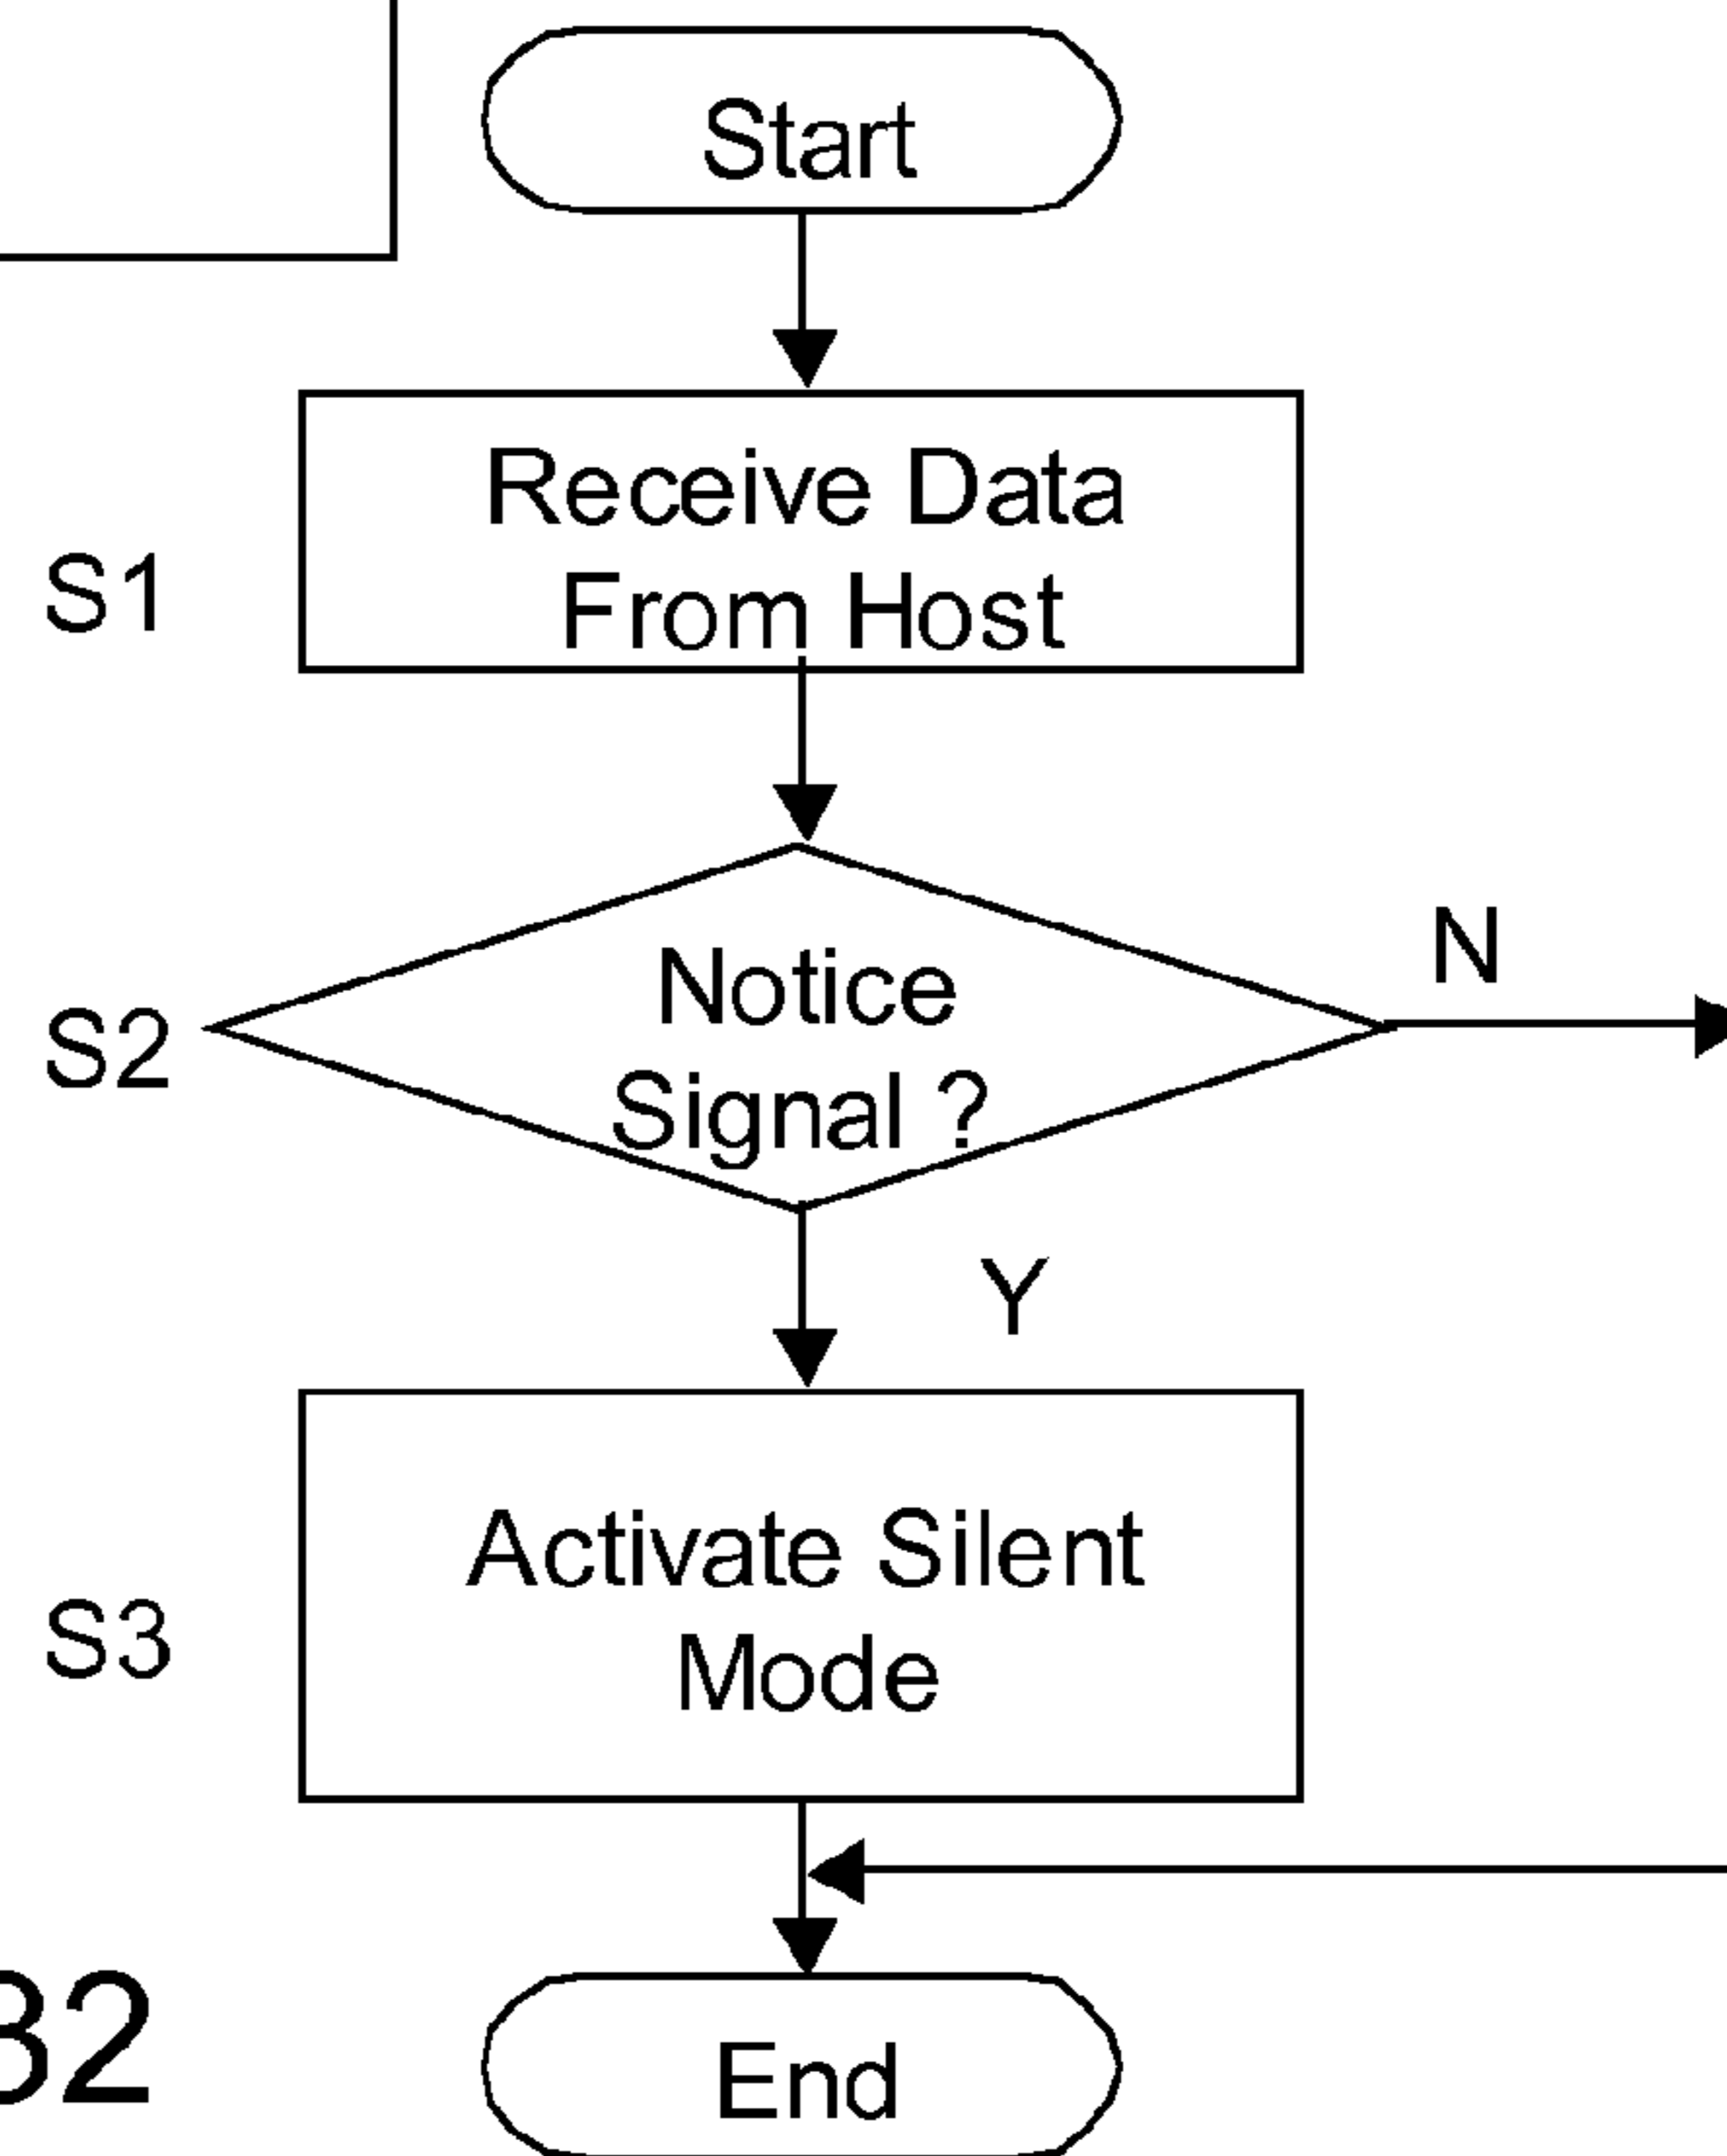 Start
Receive Data
From Host
S1
Notice
Signal ?
N
S2
Y
Activate Silent
Mode
S3
End